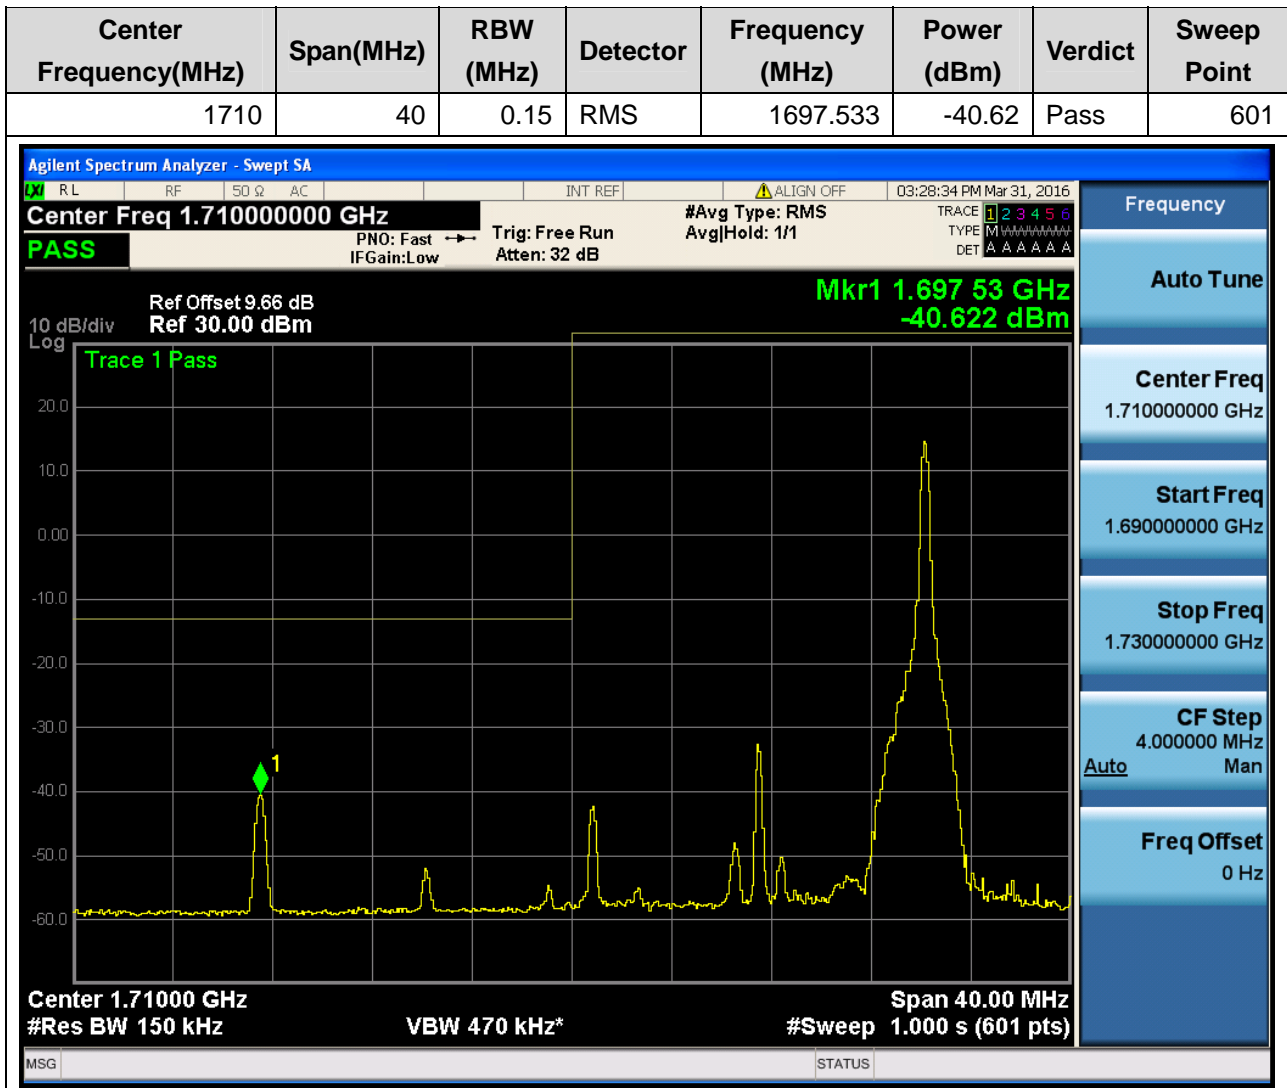 Center Frequency(MHz) Span(MHz) RBW (MHz) Detector Frequency (MHz) Power (dBm) Verdict Sweep Point
1710 40 0.15 RMS 1697.533 -40.62 Pass 601
Agilent Spectrum Analyzer - Swept SA
LXI RL RF 50 Ω AC INT REF ALIGN OFF 03:28:34 PM Mar 31, 2016
Center Freq 1.710000000 GHz
PASS
PNO: Fast
IFGain:Low
Trig: Free Run
Atten: 32 dB
#Avg Type: RMS
Avg|Hold: 1/1
TRACE 1 2 3 4 5 6
TYPE M WWWWW
DET A A A A A A
Frequency
Auto Tune
Center Freq
1.710000000 GHz
Start Freq
1.690000000 GHz
Stop Freq
1.730000000 GHz
CF Step
4.000000 MHz
Auto Man
Freq Offset
0 Hz
Mkr1 1.697 53 GHz
-40.622 dBm
Ref Offset 9.66 dB
10 dB/div Ref 30.00 dBm
Log
Trace 1 Pass
20.0
10.0
0.00
-10.0
-20.0
-30.0
1
-40.0
-50.0
-60.0
Center 1.71000 GHz Span 40.00 MHz
#Res BW 150 kHz VBW 470 kHz* #Sweep 1.000 s (601 pts)
MSG STATUS